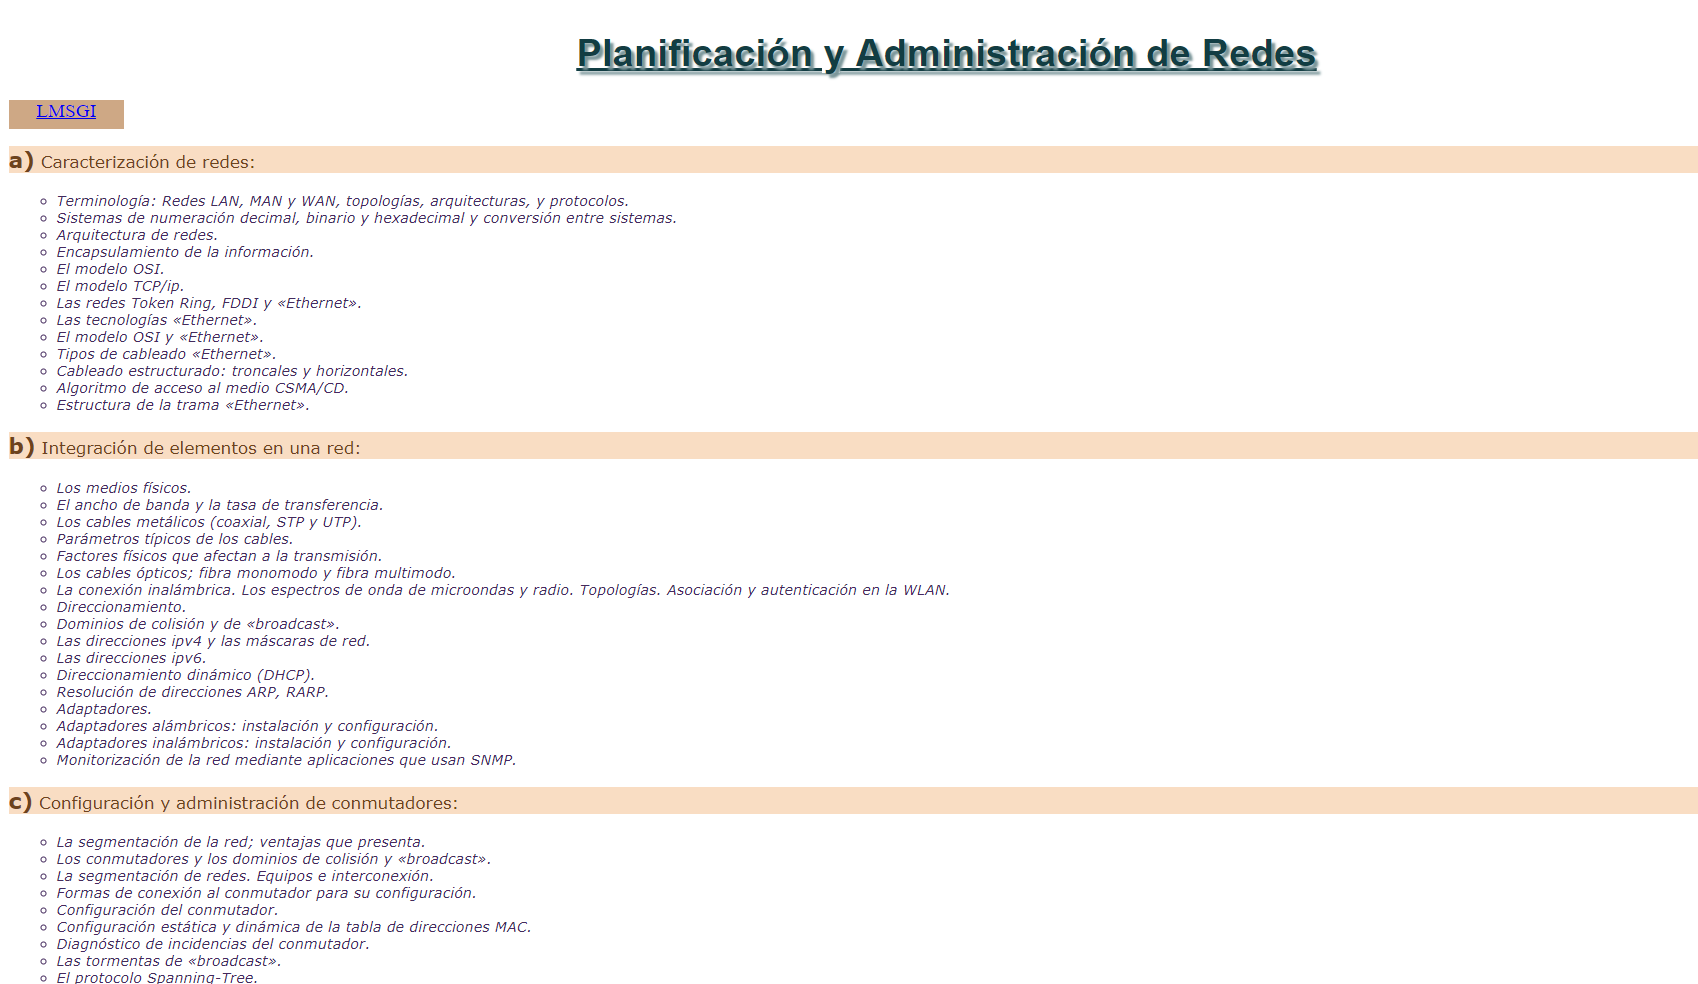 Planificación y Administración de Redes
LMSGI
a) Caracterización de redes:
Terminología: Redes LAN, MAN y WAN, topologías, arquitecturas, y protocolos.
Sistemas de numeración decimal, binario y hexadecimal y conversión entre sistemas.
Arquitectura de redes.
Encapsulamiento de la información.
El modelo OSI.
El modelo TCP/ip.
Las redes Token Ring, FDDI y «Ethernet».
Las tecnologías «Ethernet».
El modelo OSI y «Ethernet».
Tipos de cableado «Ethernet».
Cableado estructurado: troncales y horizontales.
Algoritmo de acceso al medio CSMA/CD.
Estructura de la trama «Ethernet».
b) Integración de elementos en una red:
Los medios físicos.
El ancho de banda y la tasa de transferencia.
Los cables metálicos (coaxial, STP y UTP).
Parámetros típicos de los cables.
Factores físicos que afectan a la transmisión.
Los cables ópticos; fibra monomodo y fibra multimodo.
La conexión inalámbrica. Los espectros de onda de microondas y radio. Topologías. Asociación y autenticación en la WLAN.
Direccionamiento.
Dominios de colisión y de «broadcast».
Las direcciones ipv4 y las máscaras de red.
Las direcciones ipv6.
Direccionamiento dinámico (DHCP).
Resolución de direcciones ARP, RARP.
Adaptadores.
Adaptadores alámbricos: instalación y configuración.
Adaptadores inalámbricos: instalación y configuración.
Monitorización de la red mediante aplicaciones que usan SNMP.
c) Configuración y administración de conmutadores:
La segmentación de la red; ventajas que presenta.
Los conmutadores y los dominios de colisión y «broadcast».
La segmentación de redes. Equipos e interconexión.
Formas de conexión al conmutador para su configuración.
Configuración del conmutador.
Configuración estática y dinámica de la tabla de direcciones MAC.
Diagnóstico de incidencias del conmutador.
Las tormentas de «broadcast».
El protocolo Spanning-Tree.